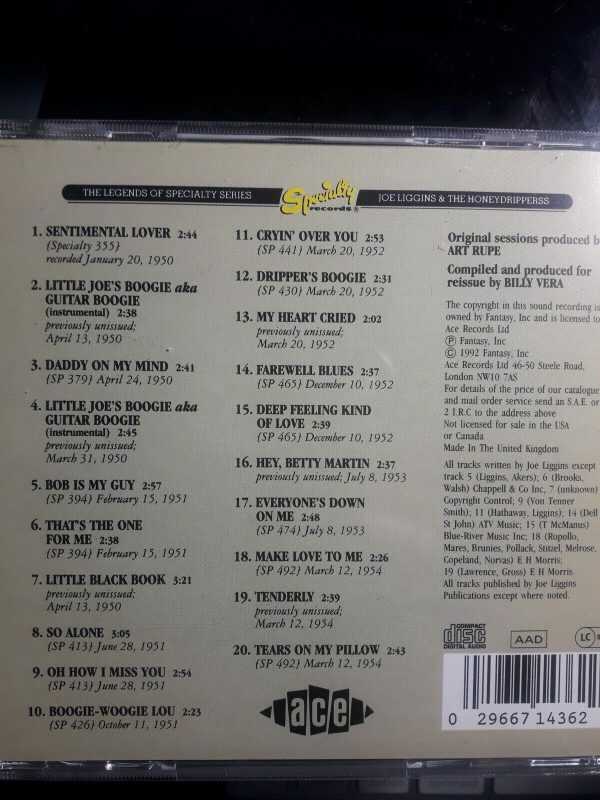 THE LEGENDS OF SPECIALTY SERIES
Specialty
records
JOE LIGGINS & THE HONEYDRIPPERSS
1. SENTIMENTAL LOVER 2:44
(Specialty 355)
recorded January 20, 1950
2. LITTLE JOE'S BOOGIE aka
GUITAR BOOGIE
(instrumental) 2:38
previously unissued;
April 13, 1950
3. DADDY ON MY MIND 2:41
(SP 379) April 24, 1950
4. LITTLE JOE'S BOOGIE aka
GUITAR BOOGIE
(instrumental) 2:45
previously unissued;
March 31, 1950
5. BOB IS MY GUY 2:57
(SP 394) February 15, 1951
6. THAT'S THE ONE
FOR ME 2:38
(SP 394) February 15, 1951
7. LITTLE BLACK BOOK 3:21
previously unissued;
April 13, 1950
8. SO ALONE 3:05
(SP 413) June 28, 1951
9. OH HOW I MISS YOU 2:54
(SP 413) June 28, 1951
10. BOOGIE-WOOGIE LOU 2:23
(SP 426) October 11, 1951
11. CRYIN' OVER YOU 2:53
(SP 441) March 20, 1952
12. DRIPPER'S BOOGIE 2:31
(SP 430) March 20, 1952
13. MY HEART CRIED 2:02
previously unissued;
March 20, 1952
14. FAREWELL BLUES 2:37
(SP 465) December 10, 1952
15. DEEP FEELING KIND
OF LOVE 2:39
(SP 465) December 10, 1952
16. HEY, BETTY MARTIN 2:37
previously unissued; July 8, 1953
17. EVERYONE'S DOWN
ON ME 2:48
(SP 474) July 8, 1953
18. MAKE LOVE TO ME 2:26
(SP 492) March 12, 1954
19. TENDERLY 2:39
previously unissued;
March 12, 1954
20. TEARS ON MY PILLOW 2:43
(SP 492) March 12, 1954
ace
Original sessions produced b
ART RUPE
Compiled and produced for
reissue by BILLY VERA
The copyright in this sound recording is
owned by Fantasy, Inc and is licensed to
Ace Records Ltd
Ⓟ Fantasy, Inc
© 1992 Fantasy, Inc
Ace Records Ltd 46-50 Steele Road,
London NW10 7AS
For details of the price of our catalogue
and mail order service send an S.A.E. or
2 I.R.C to the address above
Not licensed for sale in the USA
or Canada
Made In The United Kingdom
All tracks written by Joe Liggins except
track 5 (Liggins, Akers); 6 (Brooks,
Walsh) Chappell & Co Inc, 7 (unknown)
Copyright Control; 9 (Von Tenner
Smith); 11 (Hathaway, Liggins); 14 (Dell
St John) ATV Music; 15 (T McManus)
Blue-River Music Inc; 18 (Ropollo,
Mares, Brunies, Pollack, Stitzel, Melrose,
Copeland, Norvas) E H Morris;
19 (Lawrence, Gross) E H Morris
All tracks published by Joe Liggins
Publications except where noted.
COMPACT
disc
DIGITAL AUDIO
AAD
LC
0 29667 14362